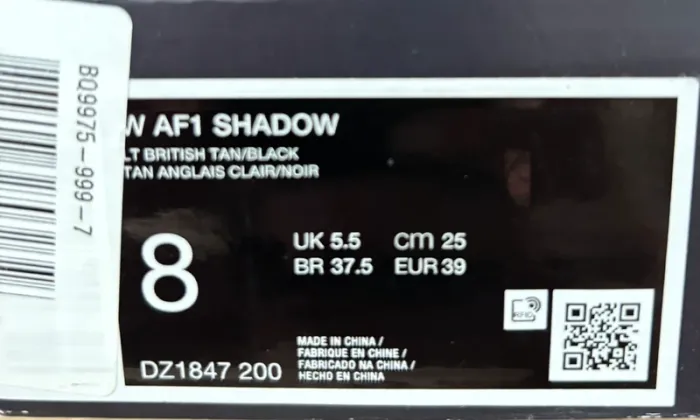 BQ9975-999-7
W AF1 SHADOW
LT BRITISH TAN/BLACK
TAN ANGLAIS CLAIR/NOIR
8
UK 5.5 cm 25
BR 37.5 EUR 39
RFID
DZ1847 200
MADE IN CHINA /
FABRIQUE EN CHINE /
FABRICADO NA CHINA /
HECHO EN CHINA